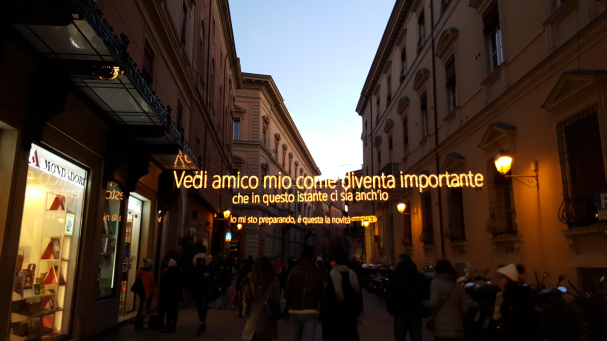 MONDADORI
Vedi amico mio come diventa importante
che in questo istante ci sia anch'io
io mi sto preparando, é questa la novità